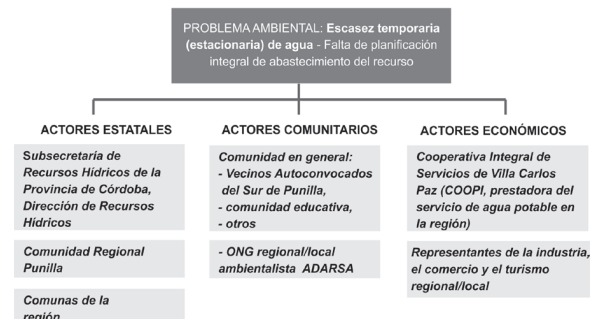 PROBLEMA AMBIENTAL: Escasez temporaria
(estacionaria) de agua - Falta de planificación
integral de abastecimiento del recurso
ACTORES ESTATALES
Subsecretaría de
Recursos Hídricos de la
Provincia de Córdoba,
Dirección de Recursos
Hídricos
Comunidad Regional
Punilla
Comunas de la
región
ACTORES COMUNITARIOS
Comunidad en general:
- Vecinos Autoconvocados
del Sur de Punilla,
- comunidad educativa,
- otros
- ONG regional/local
ambientalista ADARSA
ACTORES ECONÓMICOS
Cooperativa Integral de
Servicios de Villa Carlos
Paz (COOPI, prestadora del
servicio de agua potable en
la región)
Representantes de la industria,
el comercio y el turismo
regional/local